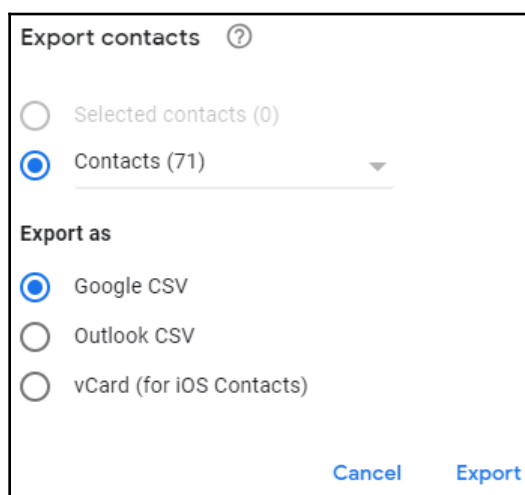 Export contacts ?
Selected contacts (0)
Contacts (71)
Export as
Google CSV
Outlook CSV
vCard (for iOS Contacts)
Cancel Export